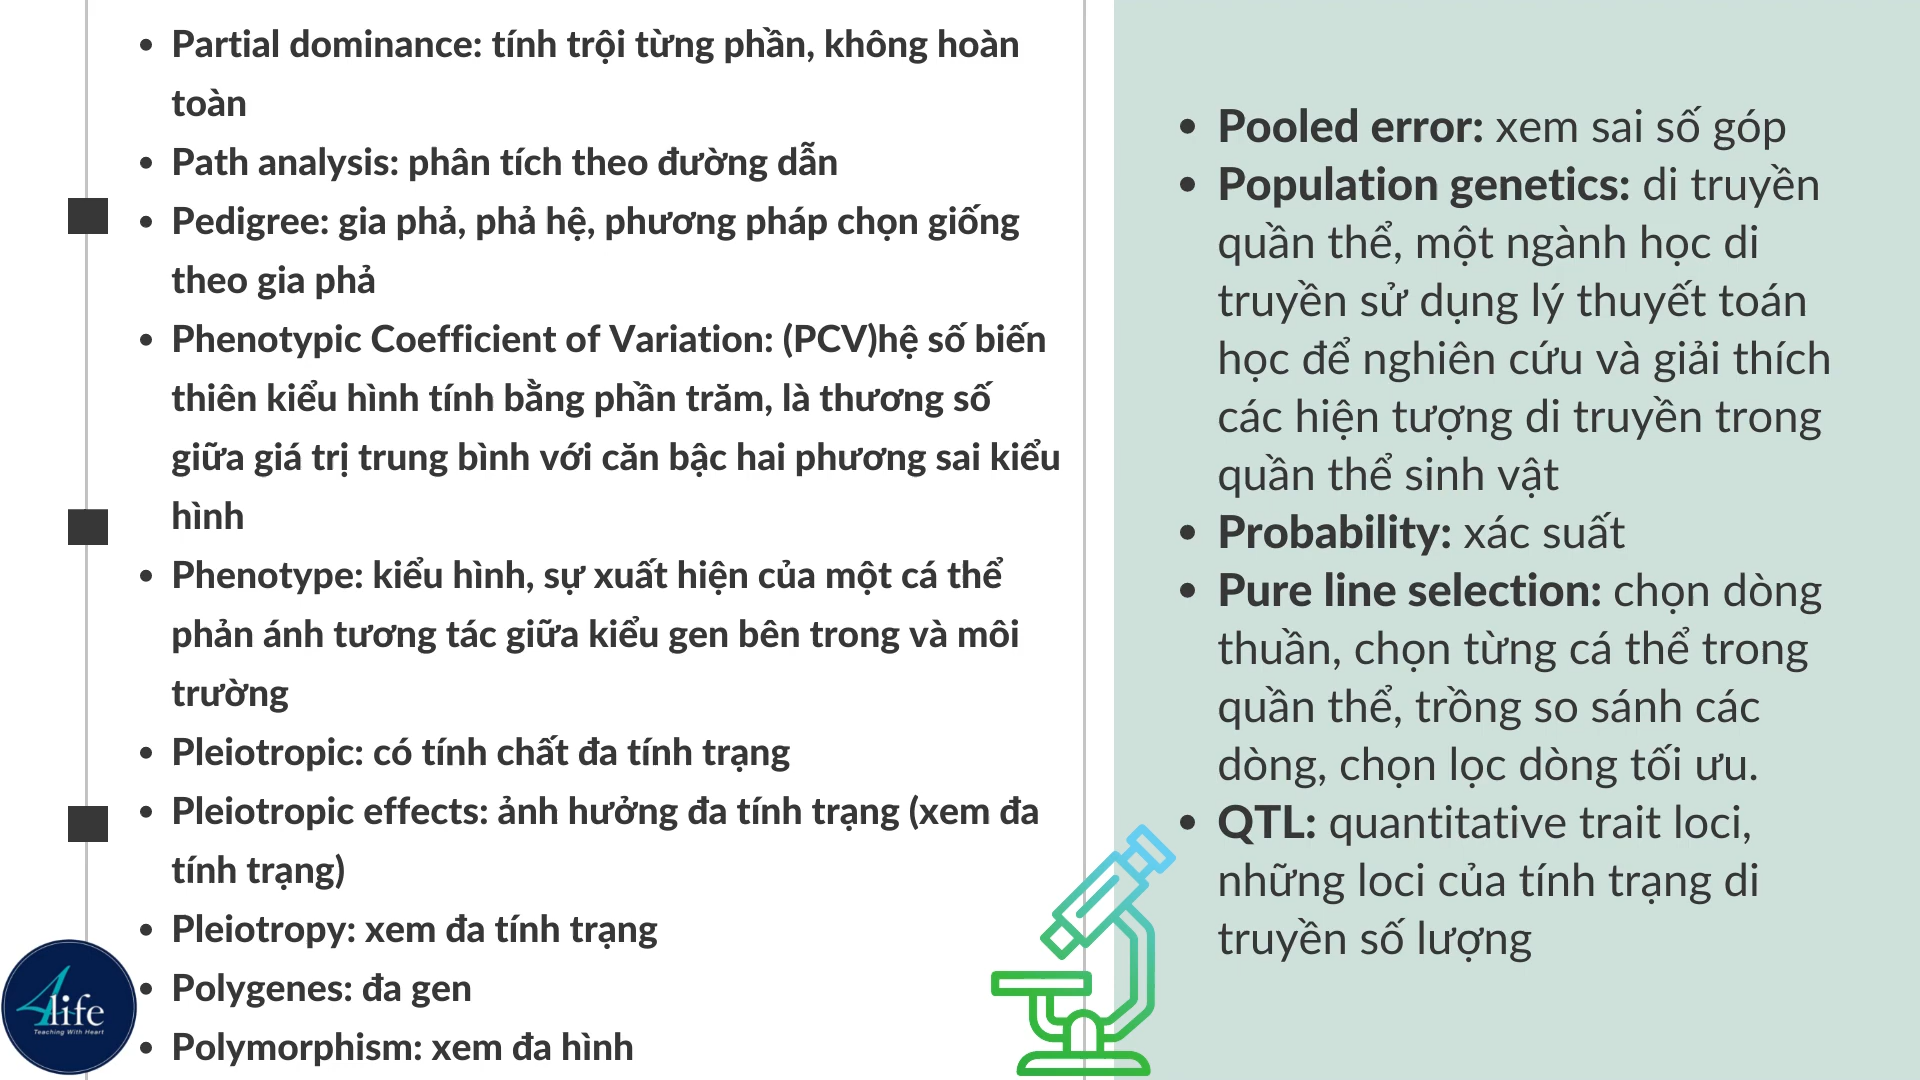 • Partial dominance: tính trội từng phần, không hoàn
toàn
• Path analysis: phân tích theo đường dẫn
• Pedigree: gia phả, phả hệ, phương pháp chọn giống
theo gia phả
• Phenotypic Coefficient of Variation: (PCV)hệ số biến
thiên kiểu hình tính bằng phần trăm, là thương số
giữa giá trị trung bình với căn bậc hai phương sai kiểu
hình
• Phenotype: kiểu hình, sự xuất hiện của một cá thể
phản ánh tương tác giữa kiểu gen bên trong và môi
trường
• Pleiotropic: có tính chất đa tính trạng
• Pleiotropic effects: ảnh hưởng đa tính trạng (xem đa
tính trạng)
• Pleiotropy: xem đa tính trạng
• Polygenes: đa gen
• Polymorphism: xem đa hình
• Pooled error: xem sai số góp
• Population genetics: di truyền
quần thể, một ngành học di
truyền sử dụng lý thuyết toán
học để nghiên cứu và giải thích
các hiện tượng di truyền trong
quần thể sinh vật
• Probability: xác suất
• Pure line selection: chọn dòng
thuần, chọn từng cá thể trong
quần thể, trồng so sánh các
dòng, chọn lọc dòng tối ưu.
• QTL: quantitative trait loci,
những loci của tính trạng di
truyền số lượng
4life
Teaching With Heart